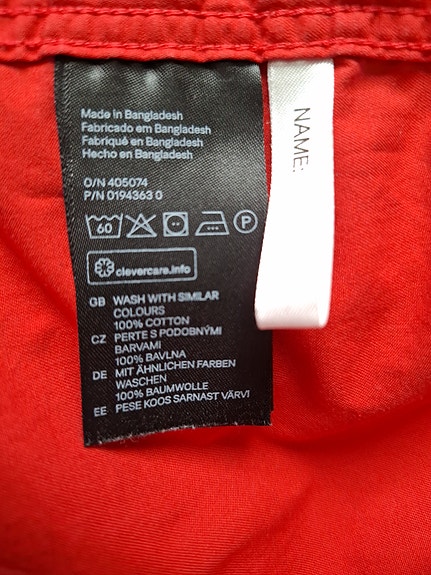 Made in Bangladesh
Fabricado em Bangladesh
Fabriqué en Bangladesh
Hecho en Bangladesh
O/N 405074
P/N 0194363 0
60
P
clevercare.info
GB WASH WITH SIMILAR
COLOURS
100% COTTON
CZ PERTE S PODOBNÝMI
BARVAMI
100% BAVLNA
DE MIT ÄHNLICHEN FARBEN
WASCHEN
100% BAUMWOLLE
EE PESE KOOS SARNAST VÄRVI
NAME: